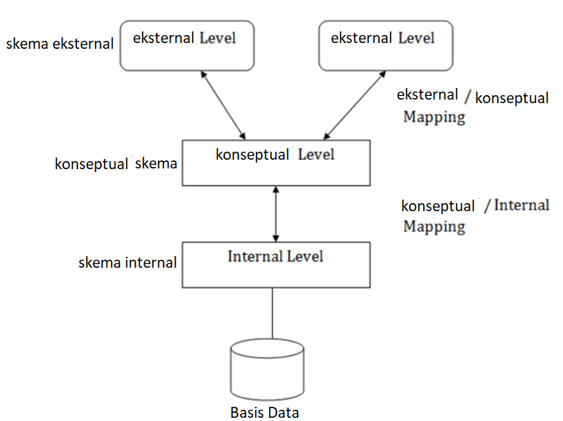 eksternal Level
eksternal Level
skema eksternal
eksternal / konseptual
Mapping
konseptual Level
konseptual skema
konseptual / Internal
Mapping
Internal Level
skema internal
Basis Data